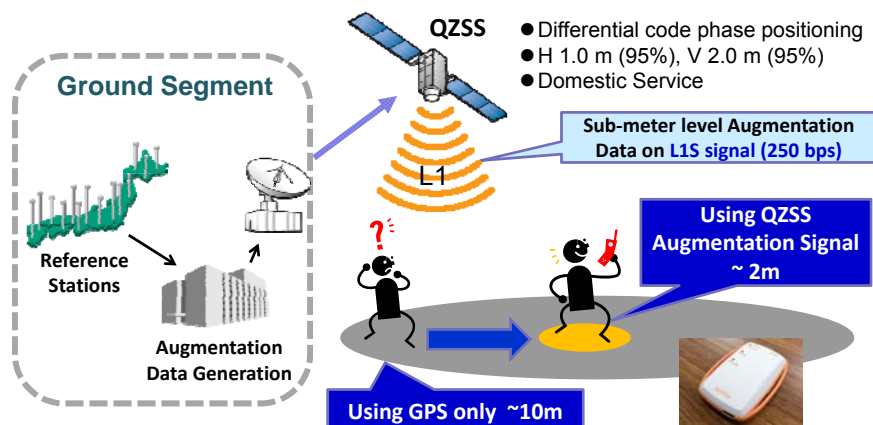 QZSS
● Differential code phase positioning
● H 1.0 m (95%), V 2.0 m (95%)
● Domestic Service
Ground Segment
Sub-meter level Augmentation
Data on L1S signal (250 bps)
L1
?
Using QZSS
Augmentation Signal
~ 2m
Reference
Stations
Augmentation
Data Generation
Using GPS only ~10m